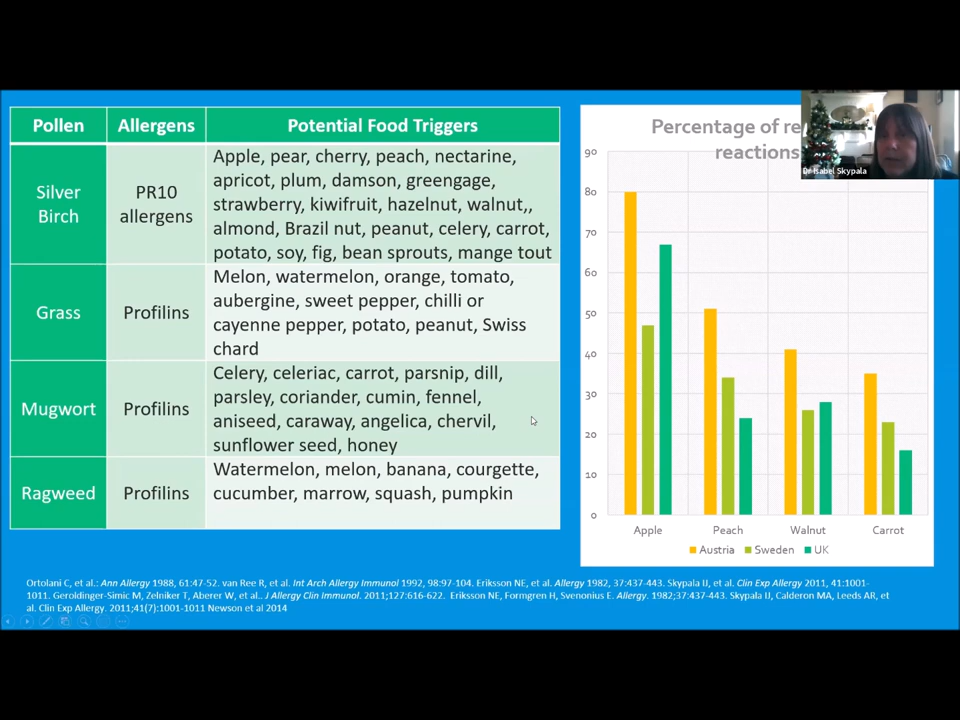 Pollen
Allergens
Potential Food Triggers
Silver
Birch
PR10
allergens
Apple, pear, cherry, peach, nectarine,
apricot, plum, damson, greengage,
strawberry, kiwifruit, hazelnut, walnut,,
almond, Brazil nut, peanut, celery, carrot,
potato, soy, fig, bean sprouts, mange tout
Grass
Profilins
Melon, watermelon, orange, tomato,
aubergine, sweet pepper, chilli or
cayenne pepper, potato, peanut, Swiss
chard
Mugwort
Profilins
Celery, celeriac, carrot, parsnip, dill,
parsley, coriander, cumin, fennel,
aniseed, caraway, angelica, chervil,
sunflower seed, honey
Ragweed
Profilins
Watermelon, melon, banana, courgette,
cucumber, marrow, squash, pumpkin
Percentage of re
reactions
Dr Isabel Skypala
90
80
70
60
50
40
30
20
10
0
Apple
Peach
Walnut
Carrot
Austria
Sweden
UK
Ortolani C, et al.: Ann Allergy 1988, 61:47-52. van Ree R, et al. Int Arch Allergy Immunol 1992, 98:97-104. Eriksson NE, et al. Allergy 1982, 37:437-443. Skypala IJ, et al. Clin Exp Allergy 2011, 41:1001-
1011. Geroldinger-Simic M, Zelniker T, Aberer W, et al.. J Allergy Clin Immunol. 2011;127:616-622. Eriksson NE, Formgren H, Svenonius E. Allergy. 1982;37:437-443. Skypala IJ, Calderon MA, Leeds AR, et
al. Clin Exp Allergy. 2011;41(7):1001-1011 Newson et al 2014